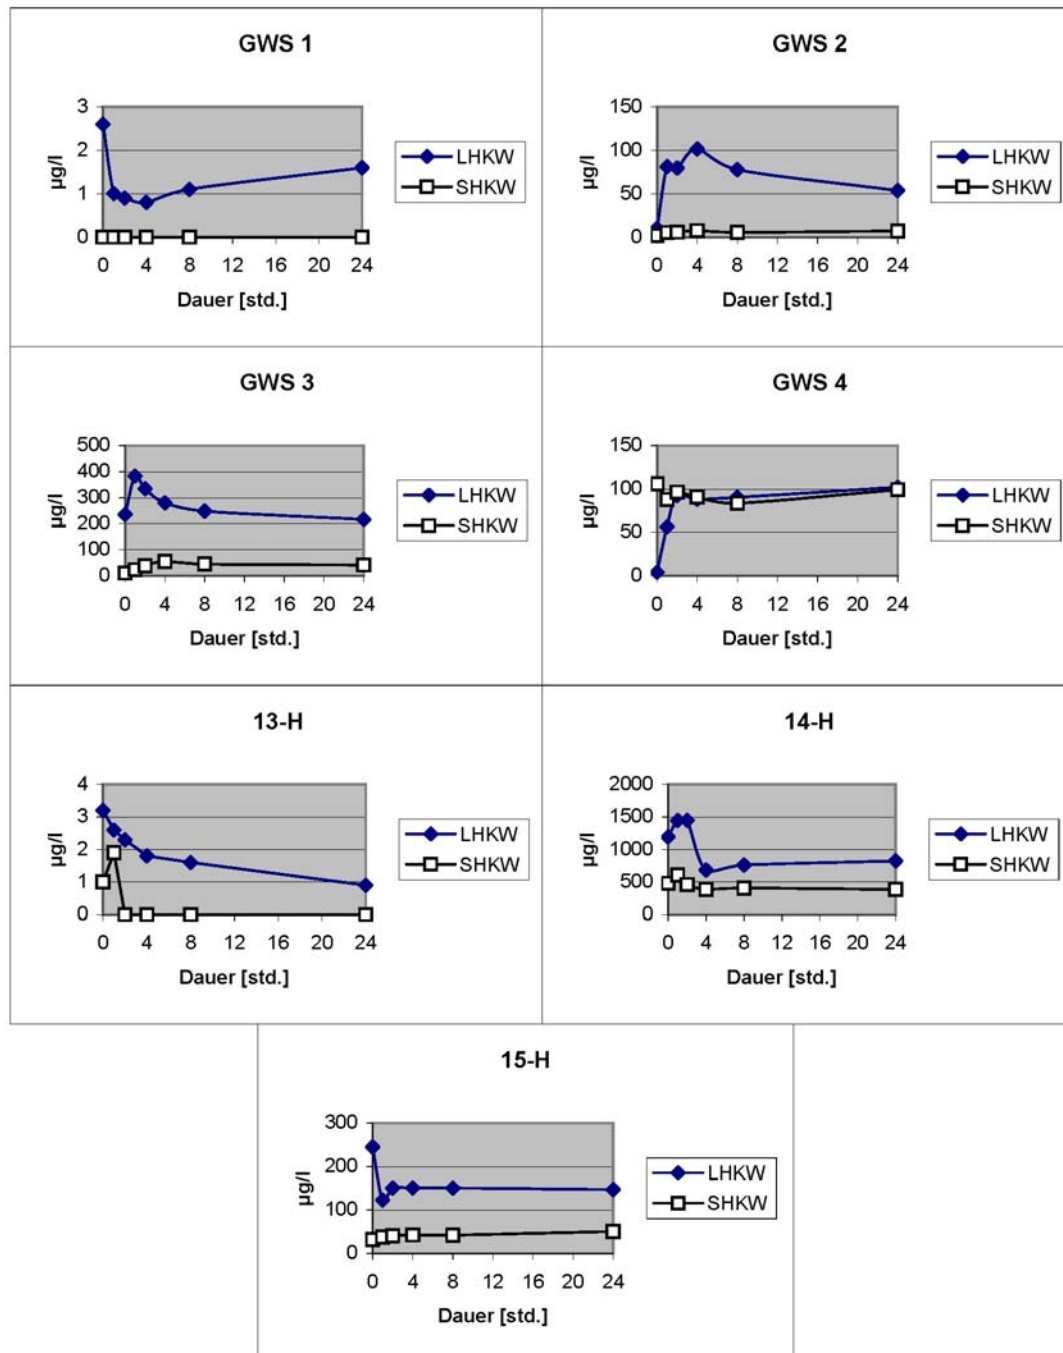 GWS 1
3
2
1
0
µg/l
0 4 8 12 16 20 24
Dauer [std.]
LHKW
SHKW
GWS 2
150
100
50
0
µg/l
0 4 8 12 16 20 24
Dauer [std.]
LHKW
SHKW
GWS 3
500
400
300
200
100
0
µg/l
0 4 8 12 16 20 24
Dauer [std.]
LHKW
SHKW
GWS 4
150
100
50
0
µg/l
0 4 8 12 16 20 24
Dauer [std.]
LHKW
SHKW
13-H
4
3
2
1
0
µg/l
0 4 8 12 16 20 24
Dauer [std.]
LHKW
SHKW
14-H
2000
1500
1000
500
0
µg/l
0 4 8 12 16 20 24
Dauer [std.]
LHKW
SHKW
15-H
300
200
100
0
µg/l
0 4 8 12 16 20 24
Dauer [std.]
LHKW
SHKW